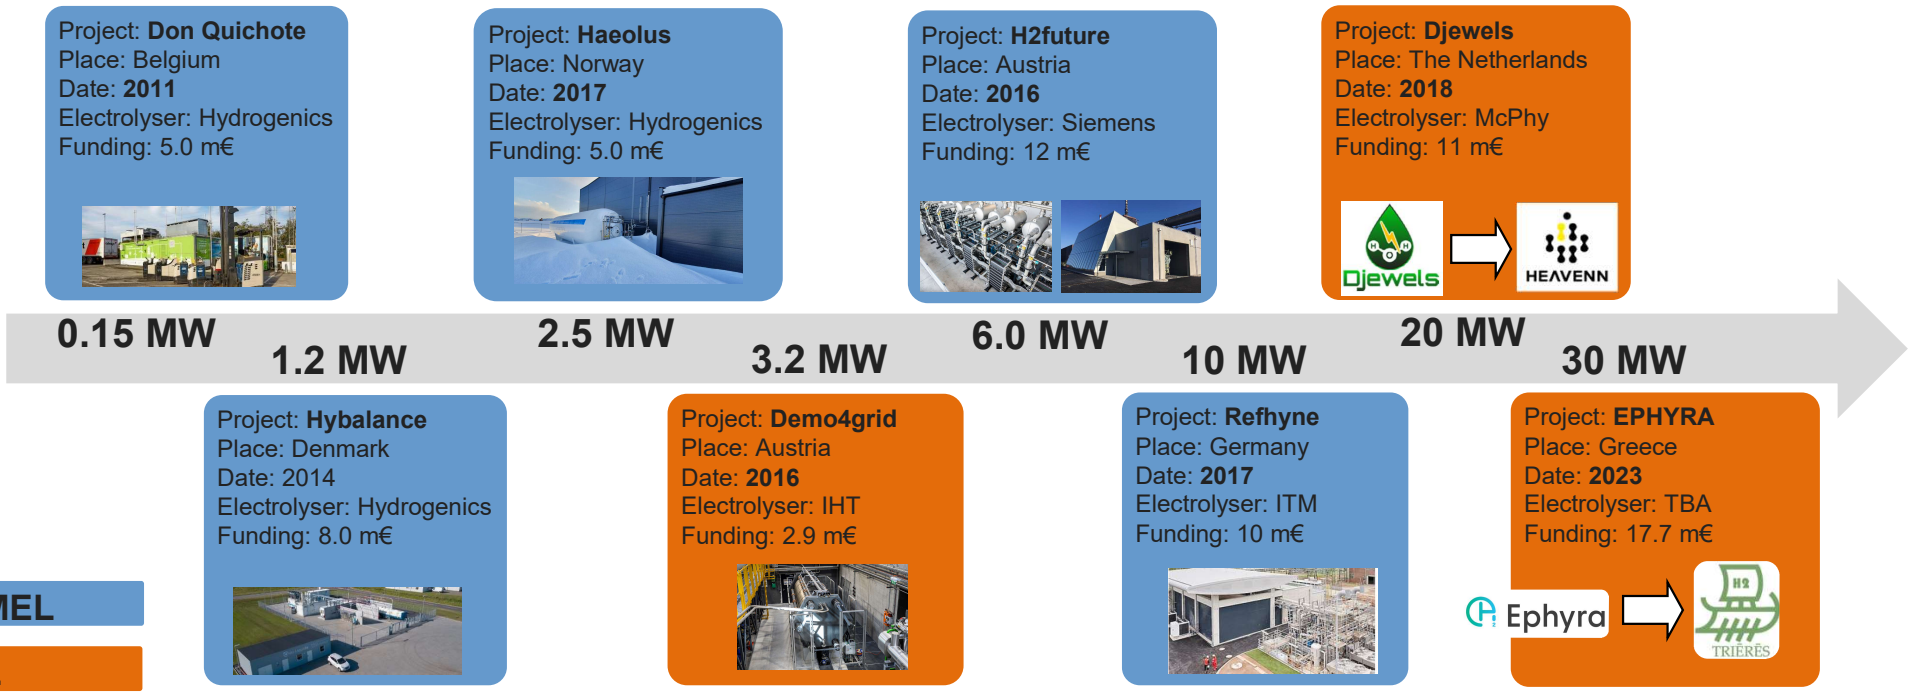 Project: Don Quichote
Place: Belgium
Date: 2011
Electrolyser: Hydrogenics
Funding: 5.0 m€
Project: Haeolus
Place: Norway
Date: 2017
Electrolyser: Hydrogenics
Funding: 5.0 m€
Project: H2future
Place: Austria
Date: 2016
Electrolyser: Siemens
Funding: 12 m€
Project: Djewels
Place: The Netherlands
Date: 2018
Electrolyser: McPhy
Funding: 11 m€
H H
Djewels
HEAVENN
0.15 MW
1.2 MW
2.5 MW
3.2 MW
6.0 MW
10 MW
20 MW
30 MW
Project: Hybalance
Place: Denmark
Date: 2014
Electrolyser: Hydrogenics
Funding: 8.0 m€
Project: Demo4grid
Place: Austria
Date: 2016
Electrolyser: IHT
Funding: 2.9 m€
Project: Refhyne
Place: Germany
Date: 2017
Electrolyser: ITM
Funding: 10 m€
Project: EPHYRA
Place: Greece
Date: 2023
Electrolyser: TBA
Funding: 17.7 m€
Ephyra
H2
TRIĒRĒS
MEL